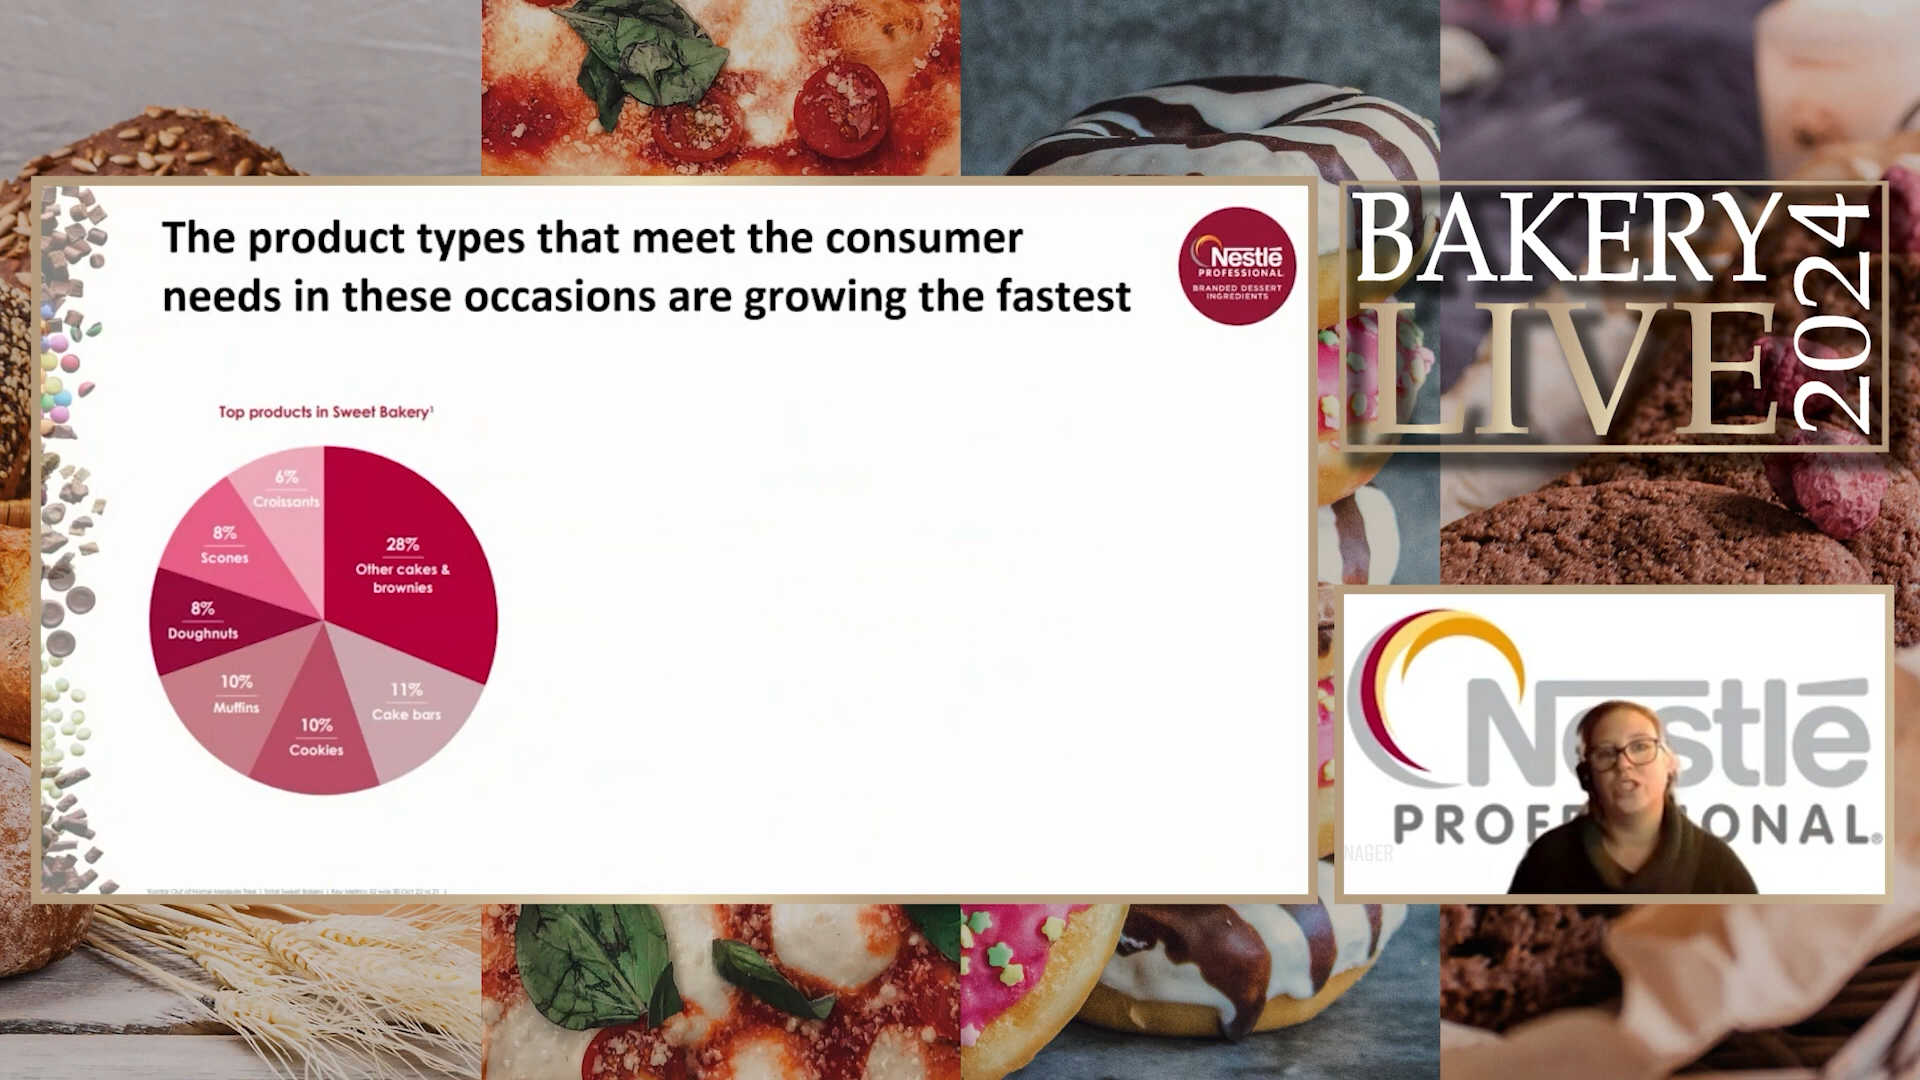 The product types that meet the consumer
needs in these occasions are growing the fastest
Nestlé
PROFESSIONAL
BRANDED DESSERT
INGREDIENTS
Top products in Sweet Bakery¹
6%
Croissants
28%
Other cakes &
brownies
8%
Scones
8%
Doughnuts
10%
Muffins
11%
Cake bars
10%
Cookies
BAKERY
LIVE
2024
NAGER